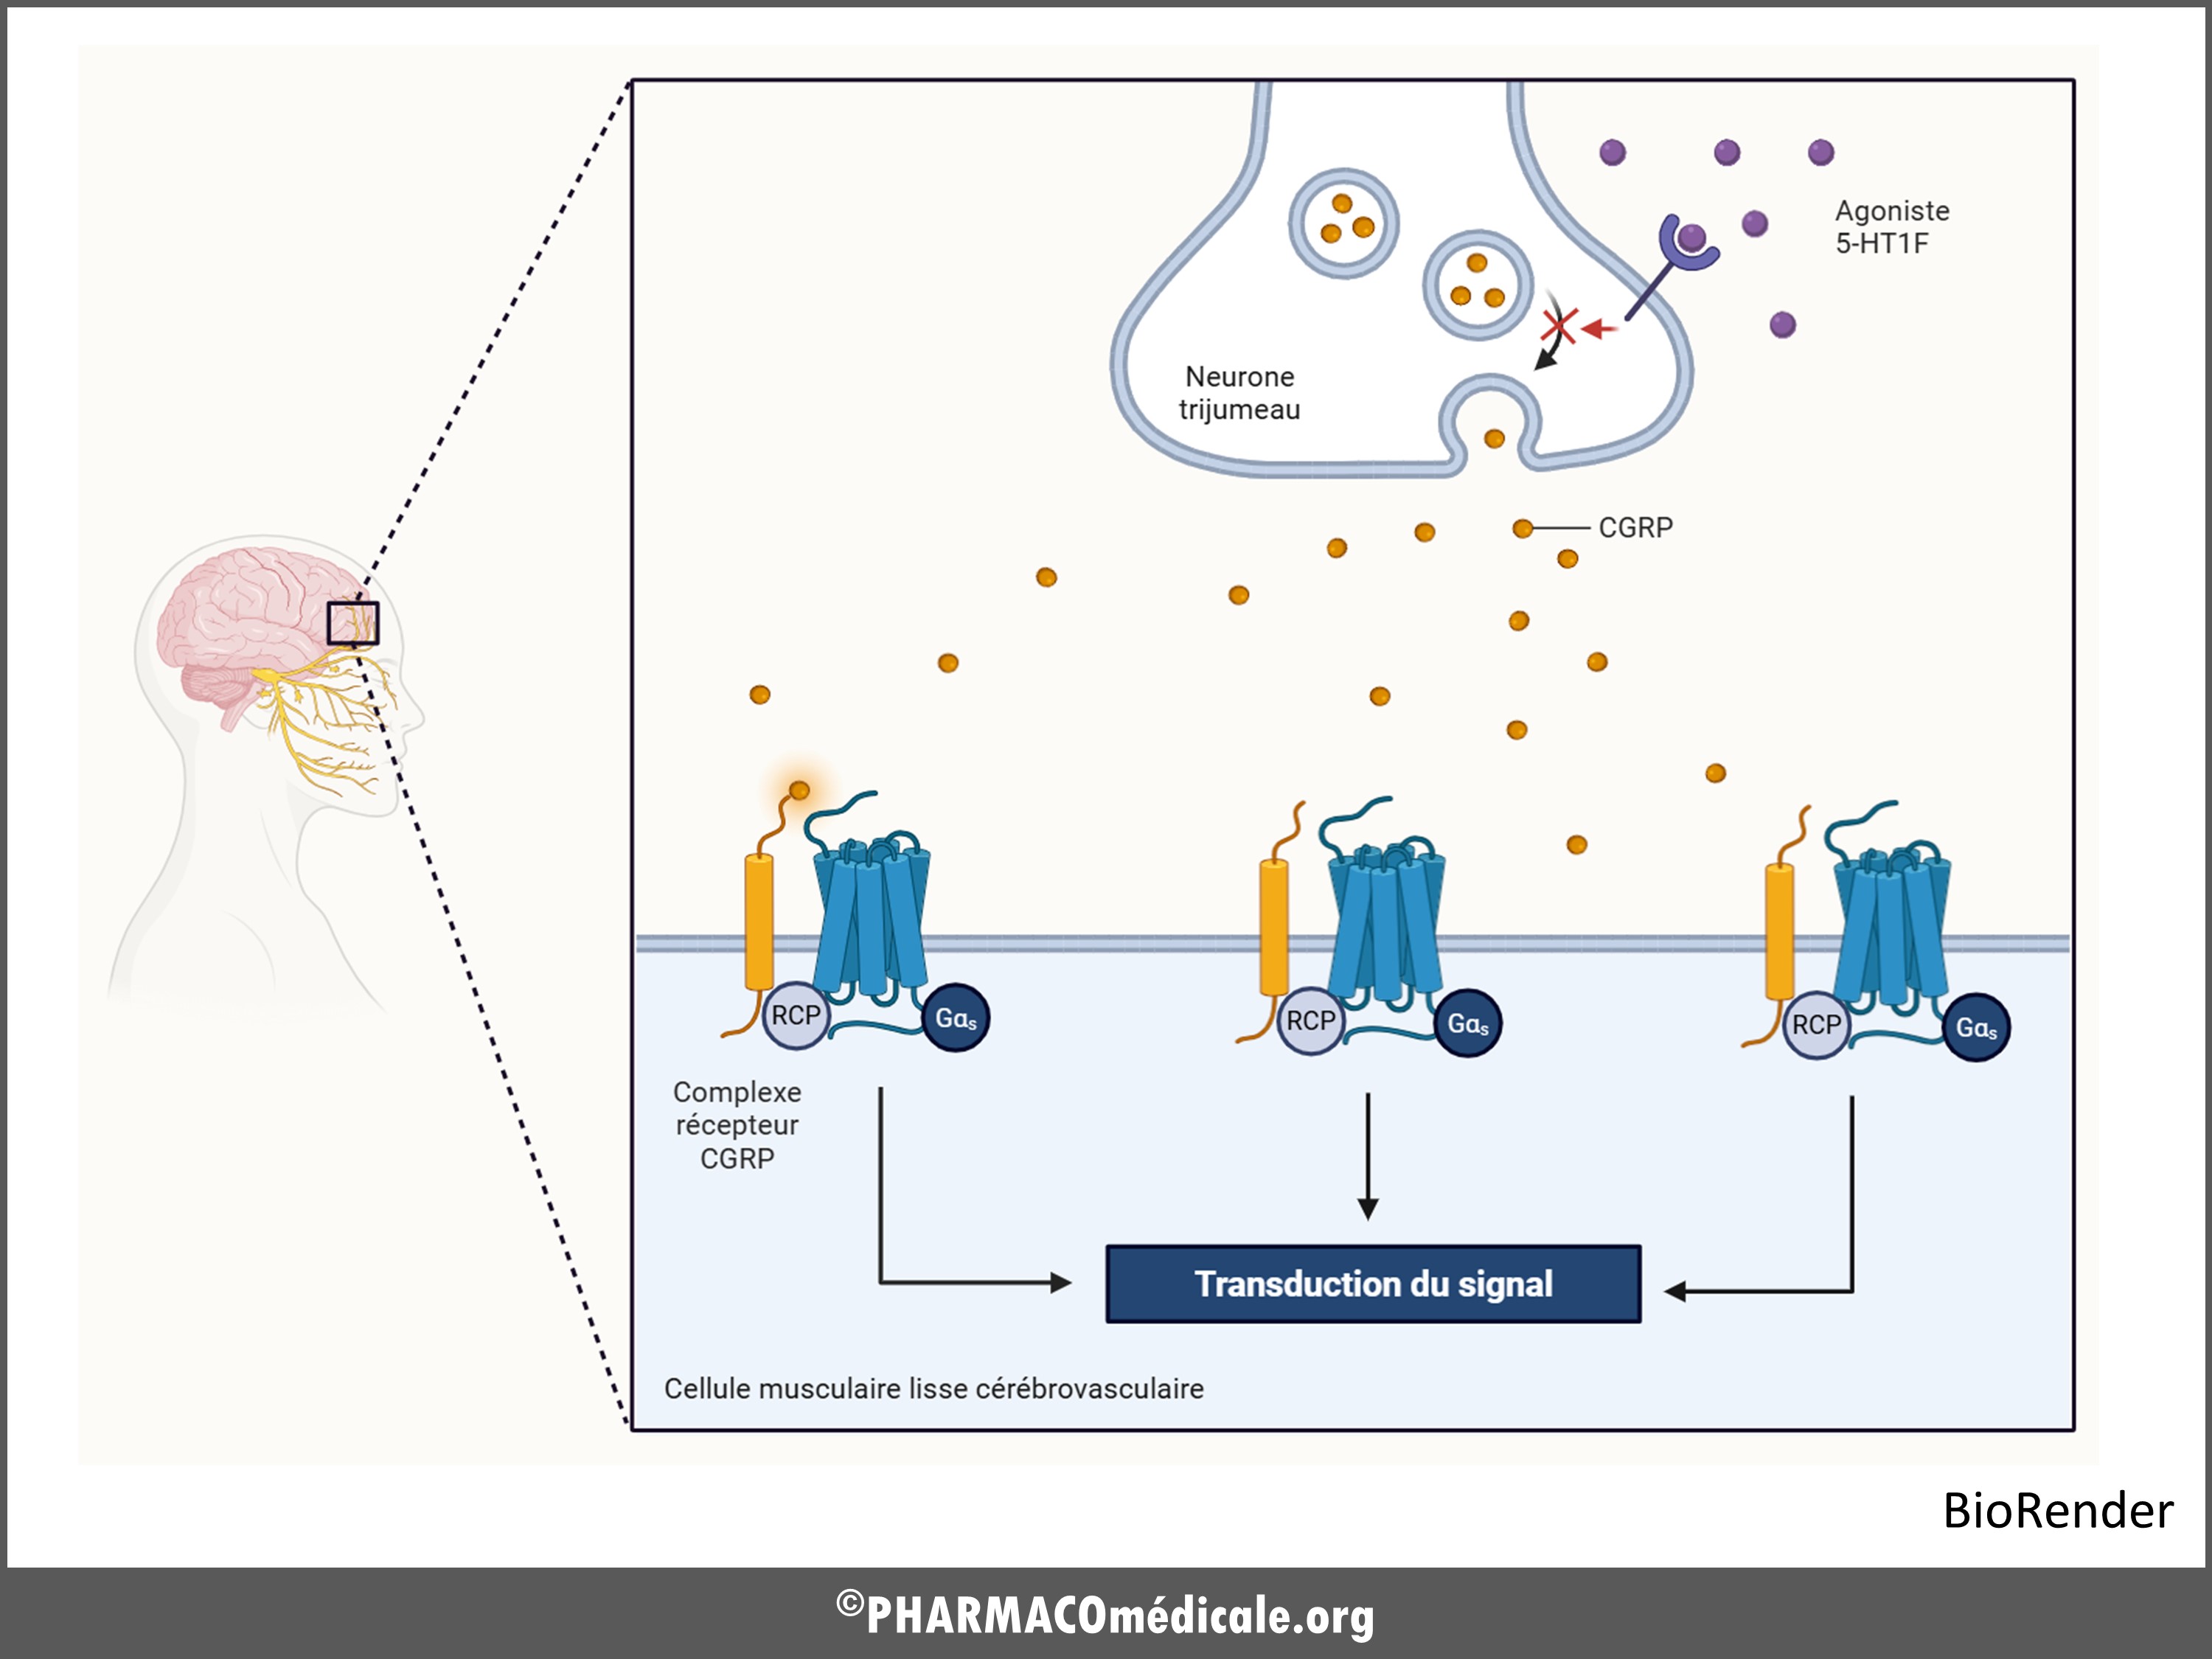 Agoniste
5-HT1F
Neurone
trijumeau
CGRP
RCP
Gαs
RCP
Gαs
RCP
Gαs
Complexe
récepteur
CGRP
Transduction du signal
Cellule musculaire lisse cérébrovasculaire
BioRender
©PHARMACOmédicale.org